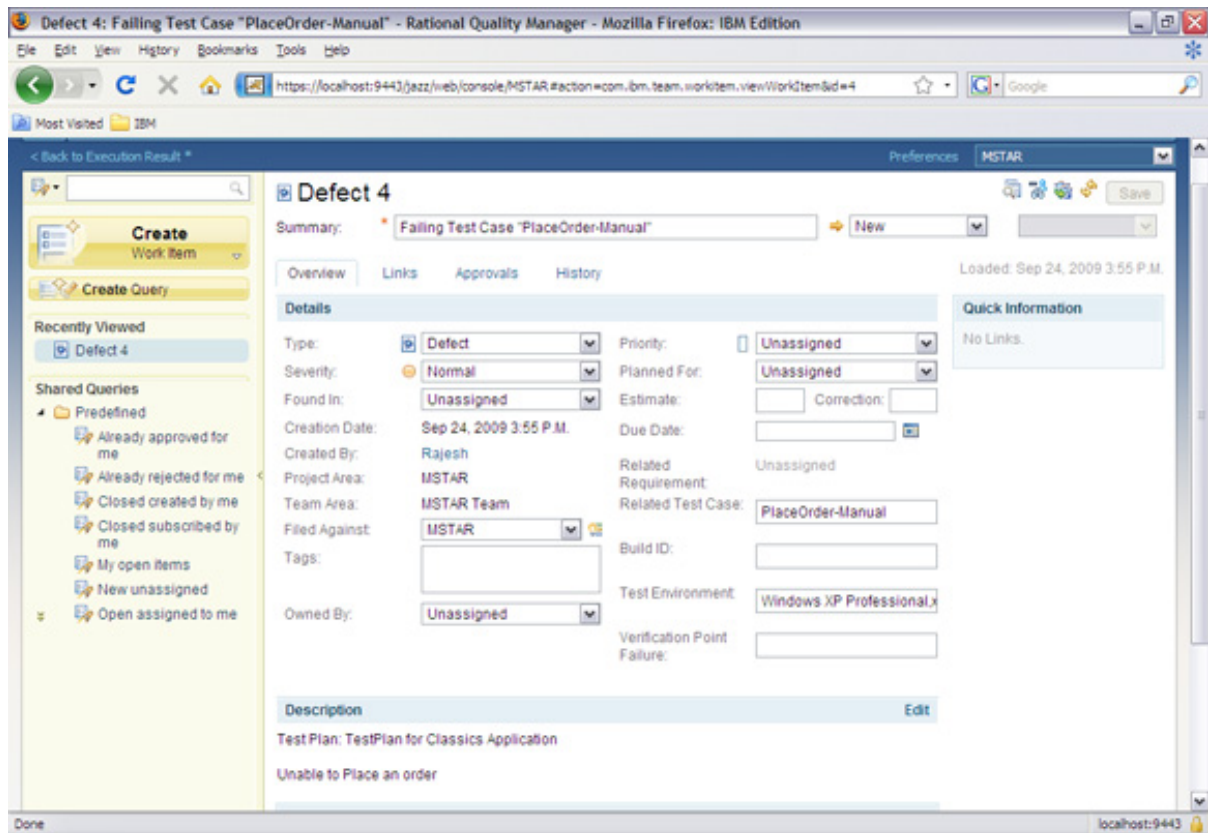 Defect 4: Failing Test Case "PlaceOrder-Manual" - Rational Quality Manager - Mozilla Firefox: IBM Edition
File Edit View History Bookmarks Tools Help
https://localhost:9443/jazz/web/console/MSTAR#action=com.ibm.team.workitem.viewWorkItem&id=4
Google
Most Visited IBM
< Back to Execution Result *
Preferences MSTAR
Create
Work Item
Create Query
Recently Viewed
Defect 4
Shared Queries
Predefined
Already approved for
me
Already rejected for me
Closed created by me
Closed subscribed by
me
My open items
New unassigned
Open assigned to me
Defect 4
Save
Summary: * Failing Test Case "PlaceOrder-Manual" New
Overview Links Approvals History
Loaded: Sep 24, 2009 3:55 P.M.
Details
Type: Defect
Severity: Normal
Found In: Unassigned
Creation Date: Sep 24, 2009 3:55 P.M.
Created By: Rajesh
Project Area: MSTAR
Team Area: MSTAR Team
Filed Against: MSTAR
Tags:
Owned By: Unassigned
Priority: Unassigned
Planned For: Unassigned
Estimate: Correction:
Due Date:
Related Unassigned
Requirement:
Related Test Case: PlaceOrder-Manual
Build ID:
Test Environment: Windows XP Professional,x
Verification Point
Failure:
Quick Information
No Links.
Description Edit
Test Plan: TestPlan for Classics Application
Unable to Place an order
Done
localhost:9443